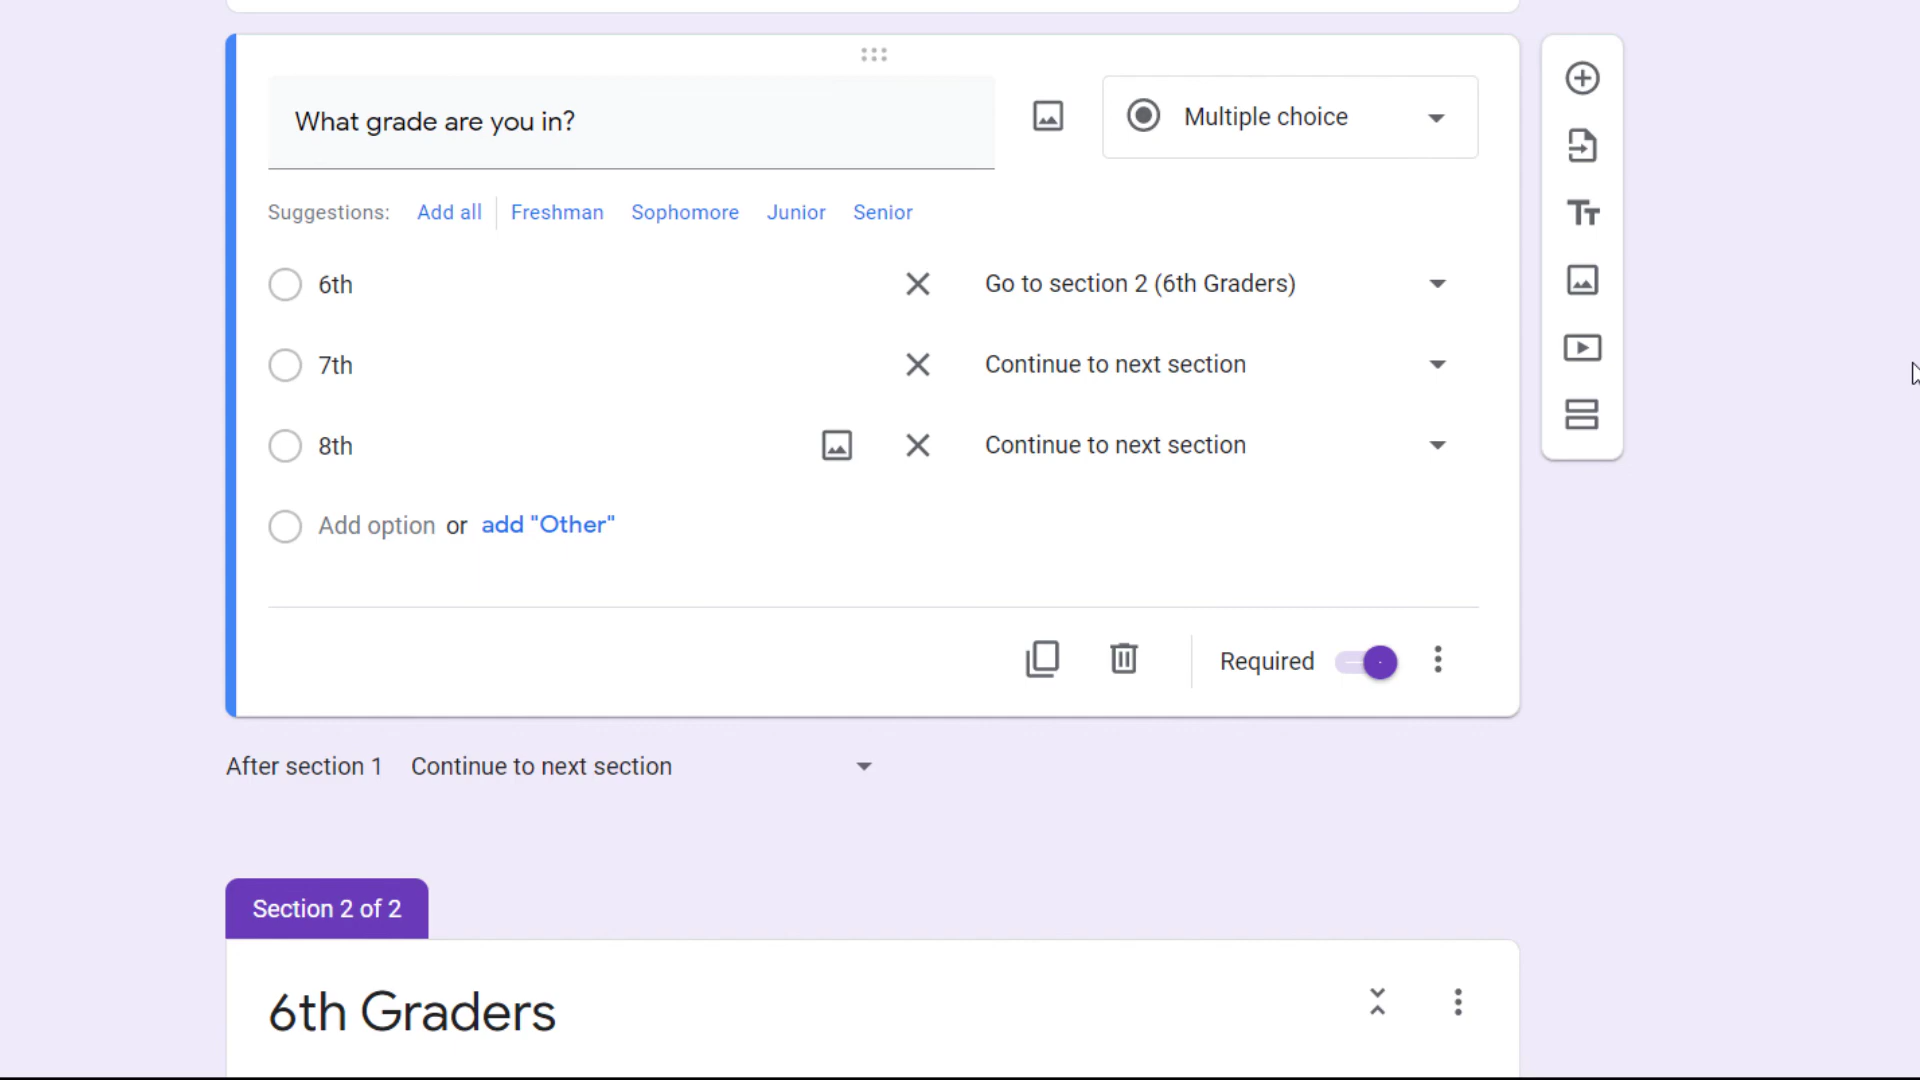 What grade are you in?
Multiple choice
Suggestions: Add all Freshman Sophomore Junior Senior
6th Go to section 2 (6th Graders)
7th Continue to next section
8th Continue to next section
Add option or add "Other"
Required
After section 1 Continue to next section
Section 2 of 2
6th Graders